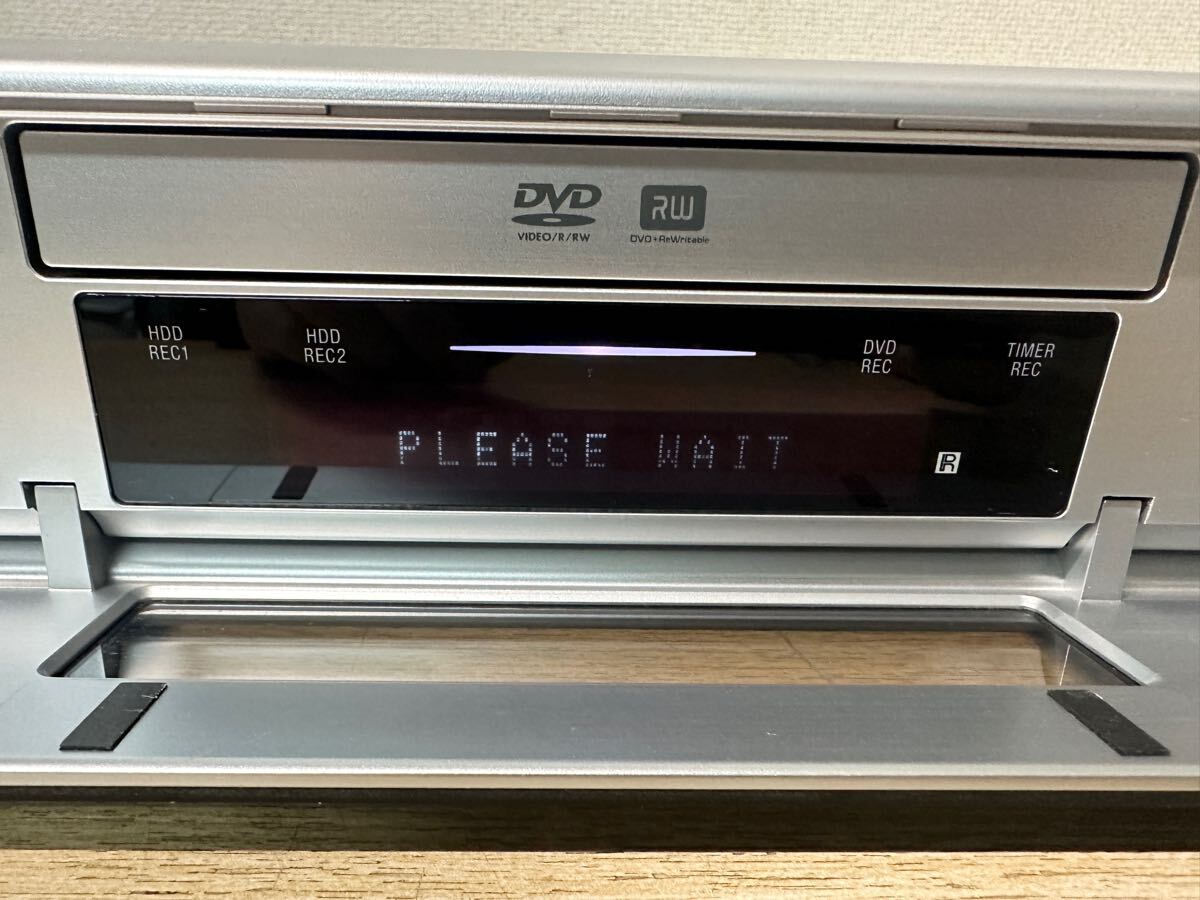 DVD
VIDEO/R/RW
RW
DVD+ReWritable
HDD
REC1
HDD
REC2
DVD
REC
TIMER
REC
PLEASE WAIT
R